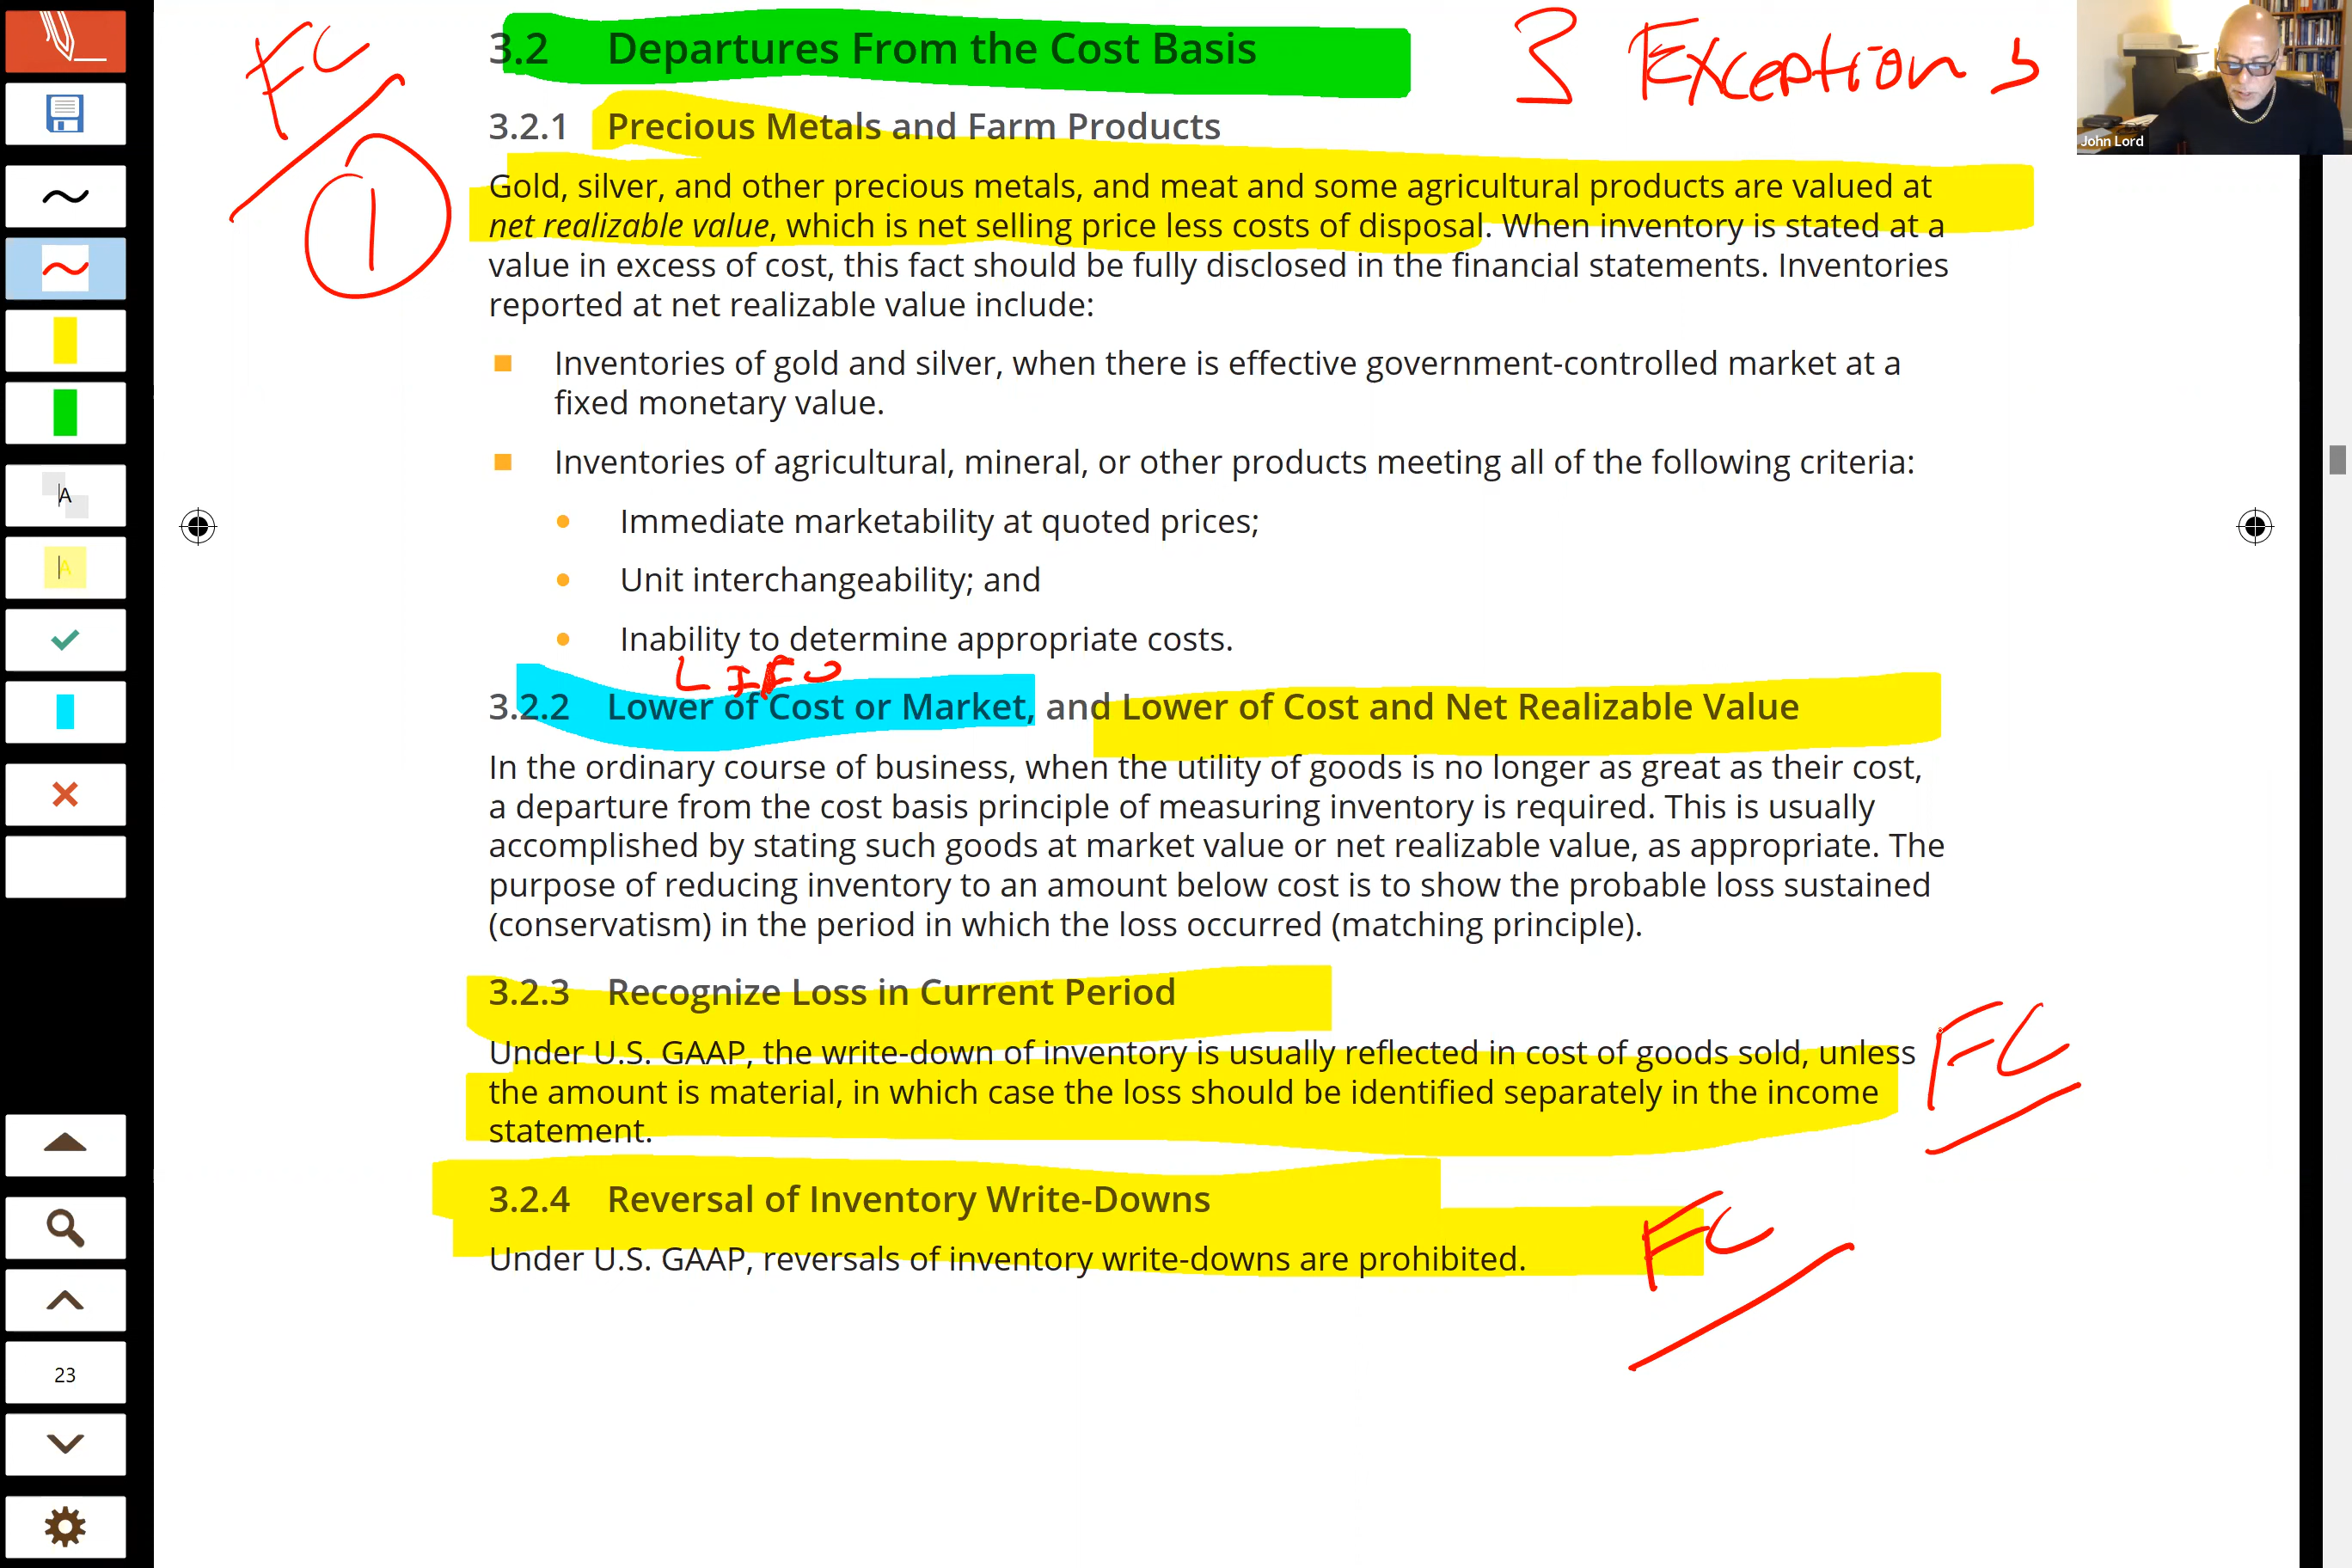 3.2 Departures From the Cost Basis
3 Exceptions
John Lord
FC
1
3.2.1 Precious Metals and Farm Products
Gold, silver, and other precious metals, and meat and some agricultural products are valued at
net realizable value, which is net selling price less costs of disposal. When inventory is stated at a
value in excess of cost, this fact should be fully disclosed in the financial statements. Inventories
reported at net realizable value include:
Inventories of gold and silver, when there is effective government-controlled market at a
fixed monetary value.
Inventories of agricultural, mineral, or other products meeting all of the following criteria:
Immediate marketability at quoted prices;
Unit interchangeability; and
Inability to determine appropriate costs.
LIFO
3.2.2 Lower of Cost or Market, and Lower of Cost and Net Realizable Value
In the ordinary course of business, when the utility of goods is no longer as great as their cost,
a departure from the cost basis principle of measuring inventory is required. This is usually
accomplished by stating such goods at market value or net realizable value, as appropriate. The
purpose of reducing inventory to an amount below cost is to show the probable loss sustained
(conservatism) in the period in which the loss occurred (matching principle).
3.2.3 Recognize Loss in Current Period
Under U.S. GAAP, the write-down of inventory is usually reflected in cost of goods sold, unless
the amount is material, in which case the loss should be identified separately in the income
statement.
FC
3.2.4 Reversal of Inventory Write-Downs
Under U.S. GAAP, reversals of inventory write-downs are prohibited.
FC
A
A
23